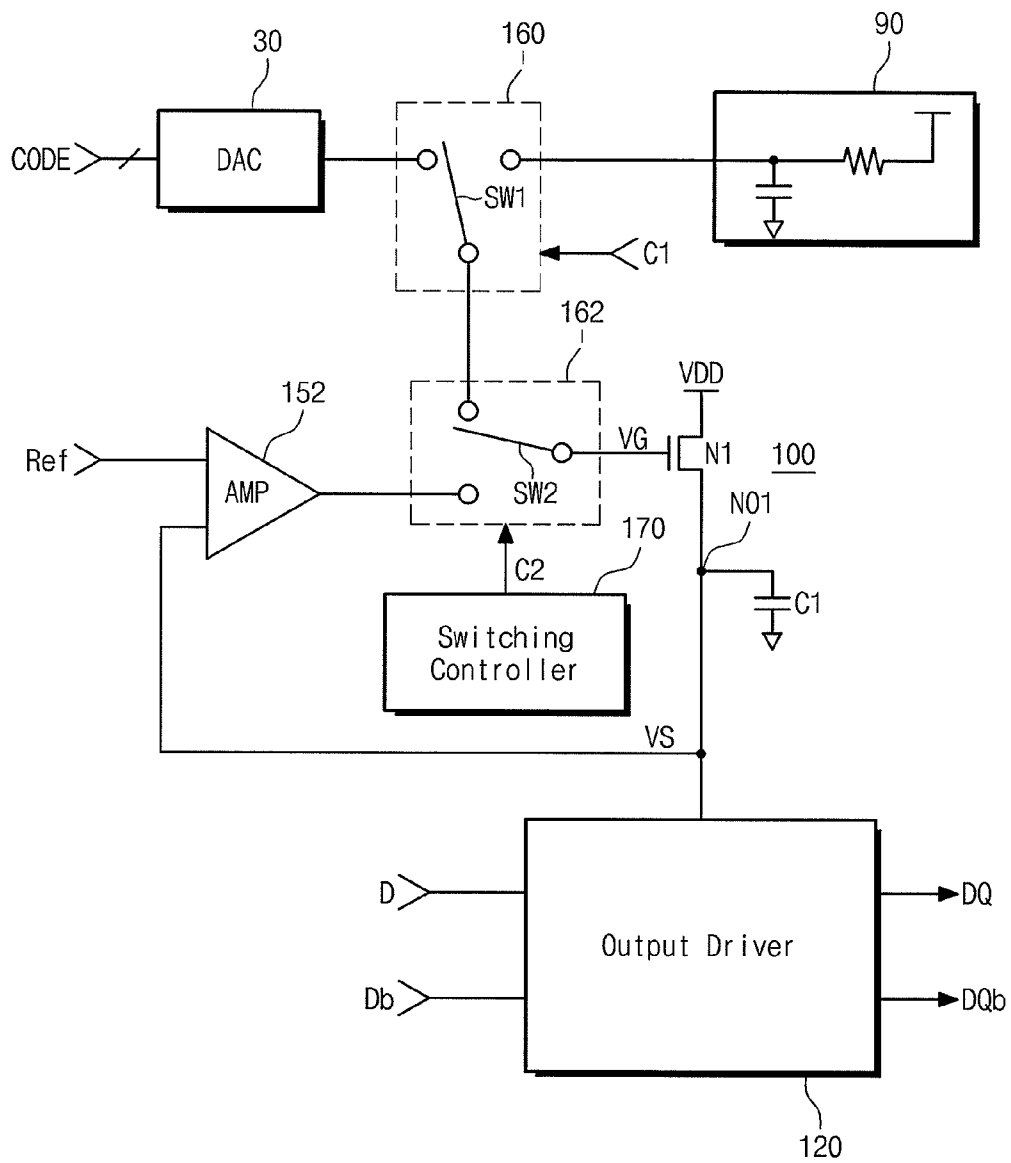 30
160
90
CODE
DAC
SW1
C1
162
VDD
152
Ref
AMP
VG
N1
100
SW2
NO1
170
C2
C1
Switching
Controller
VS
D
DQ
Output Driver
Db
DQb
120